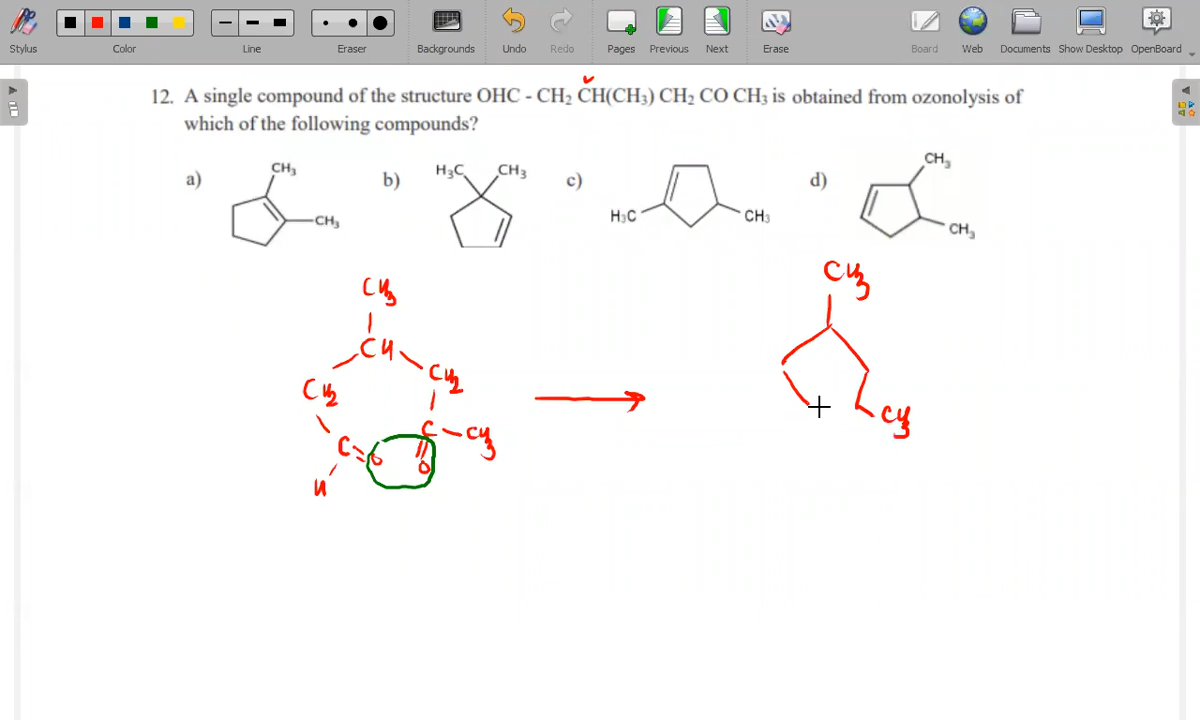 Stylus Color Line Eraser Backgrounds Undo Redo Pages Previous Next Erase Board Web Documents Show Desktop OpenBoard
12. A single compound of the structure OHC - CH₂ CH(CH₃) CH₂ CO CH₃ is obtained from ozonolysis of
which of the following compounds?
a) CH₃ CH₃
b) H₃C CH₃
c) H₃C CH₃
d) CH₃ CH₃
CH₃ CH₃
CH
CH₂ CH₂
C=O C CH₃ CH₃
H O